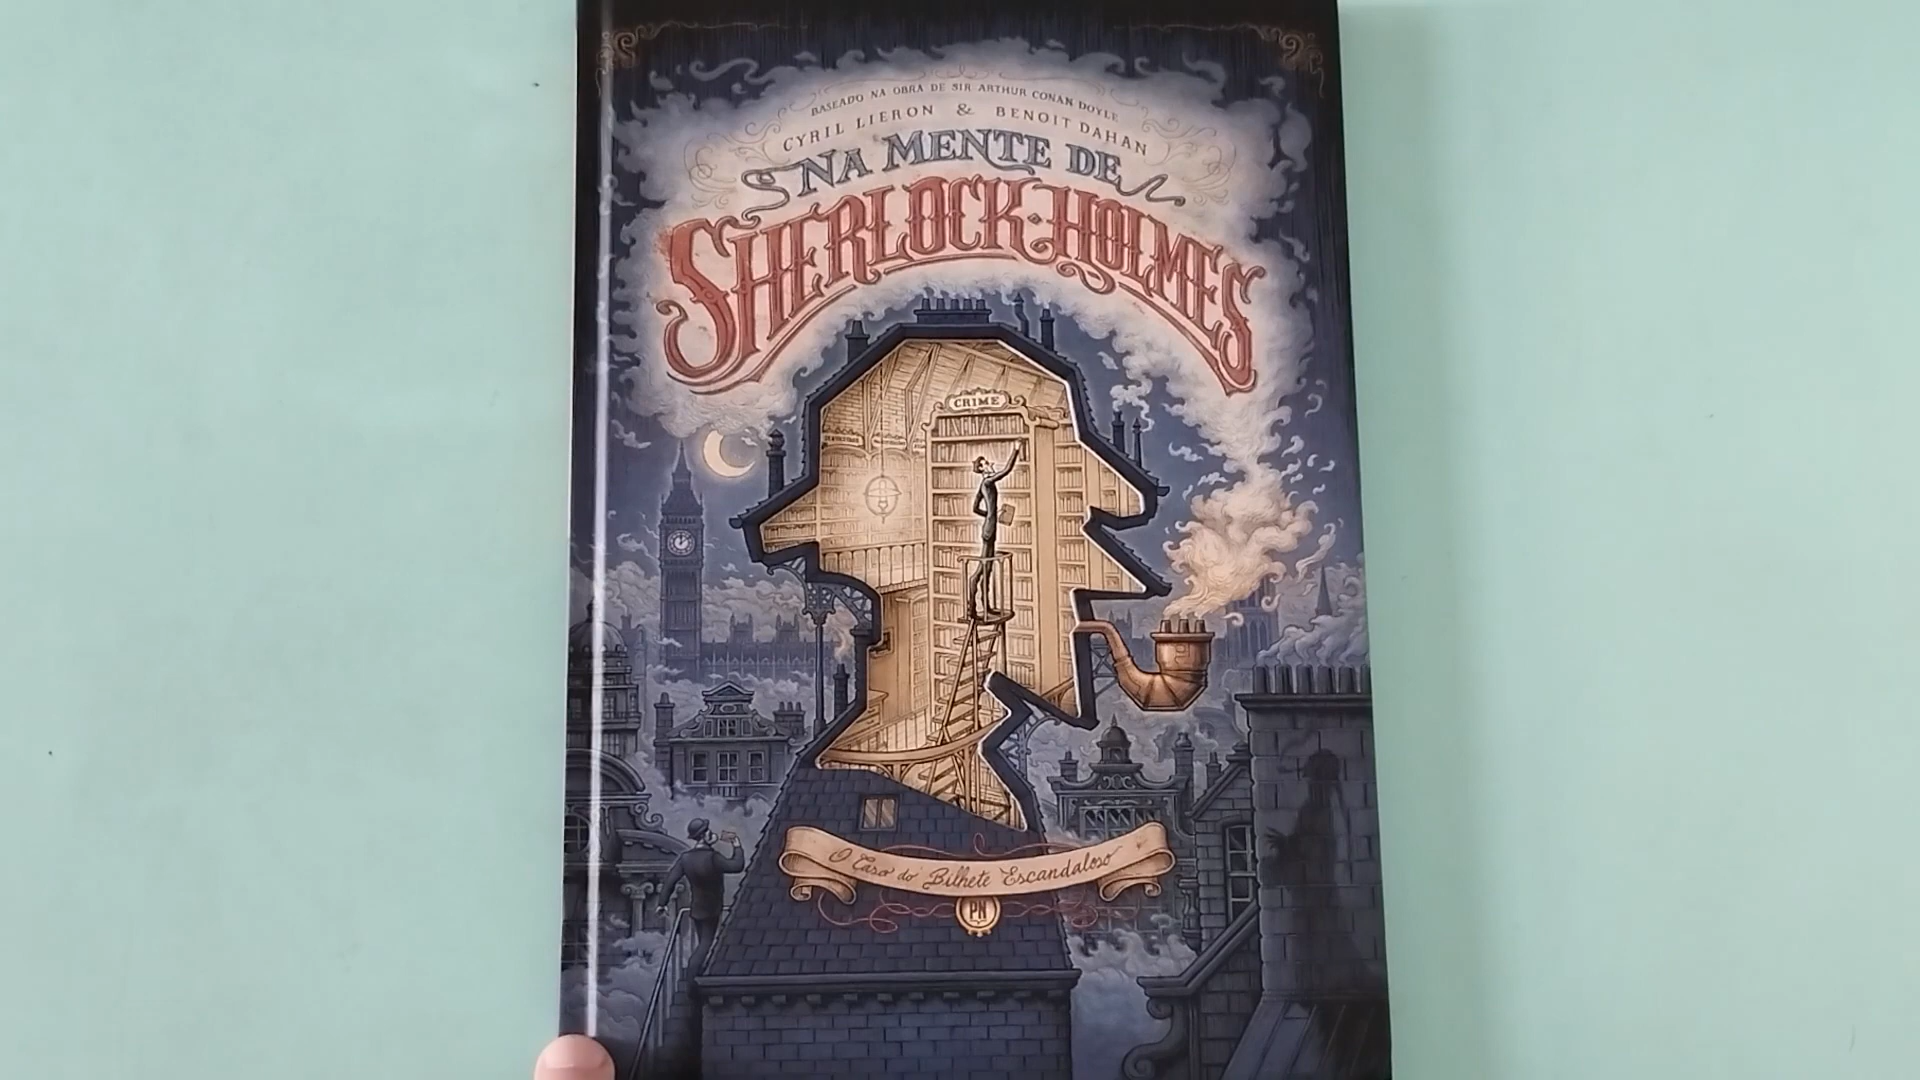 BASEADO NA OBRA DE SIR ARTHUR CONAN DOYLE
CYRIL LIERON & BENOIT DAHAN
NA MENTE DE
SHERLOCK·HOLMES
CRIME
O Caso do Bilhete Escandaloso
PN